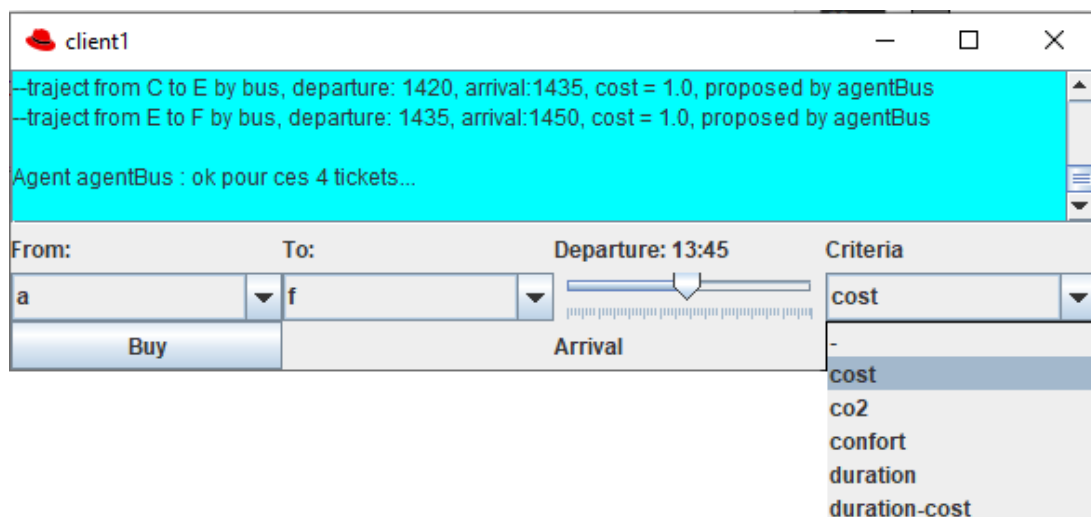 client1
--traject from C to E by bus, departure: 1420, arrival:1435, cost = 1.0, proposed by agentBus
--traject from E to F by bus, departure: 1435, arrival:1450, cost = 1.0, proposed by agentBus
Agent agentBus : ok pour ces 4 tickets...
From: To: Departure: 13:45 Criteria
a f cost
Buy Arrival -
cost
co2
confort
duration
duration-cost